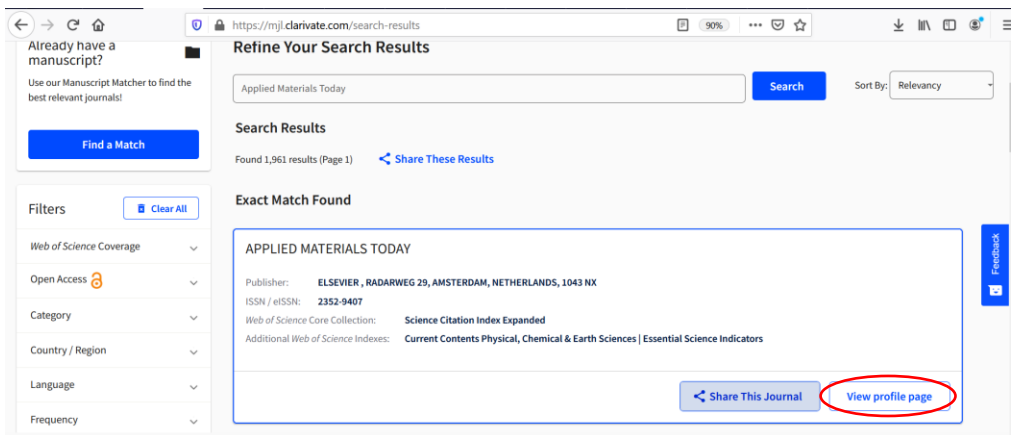 https://mjl.clarivate.com/search-results
90%
Already have a
manuscript?
Use our Manuscript Matcher to find the
best relevant journals!
Find a Match
Filters
Clear All
Web of Science Coverage
Open Access
Category
Country / Region
Language
Frequency
Refine Your Search Results
Applied Materials Today
Search
Sort By:
Relevancy
Search Results
Found 1,961 results (Page 1)
Share These Results
Exact Match Found
APPLIED MATERIALS TODAY
Publisher: ELSEVIER , RADARWEG 29, AMSTERDAM, NETHERLANDS, 1043 NX
ISSN / eISSN: 2352-9407
Web of Science Core Collection: Science Citation Index Expanded
Additional Web of Science Indexes: Current Contents Physical, Chemical & Earth Sciences | Essential Science Indicators
Share This Journal
View profile page
Feedback